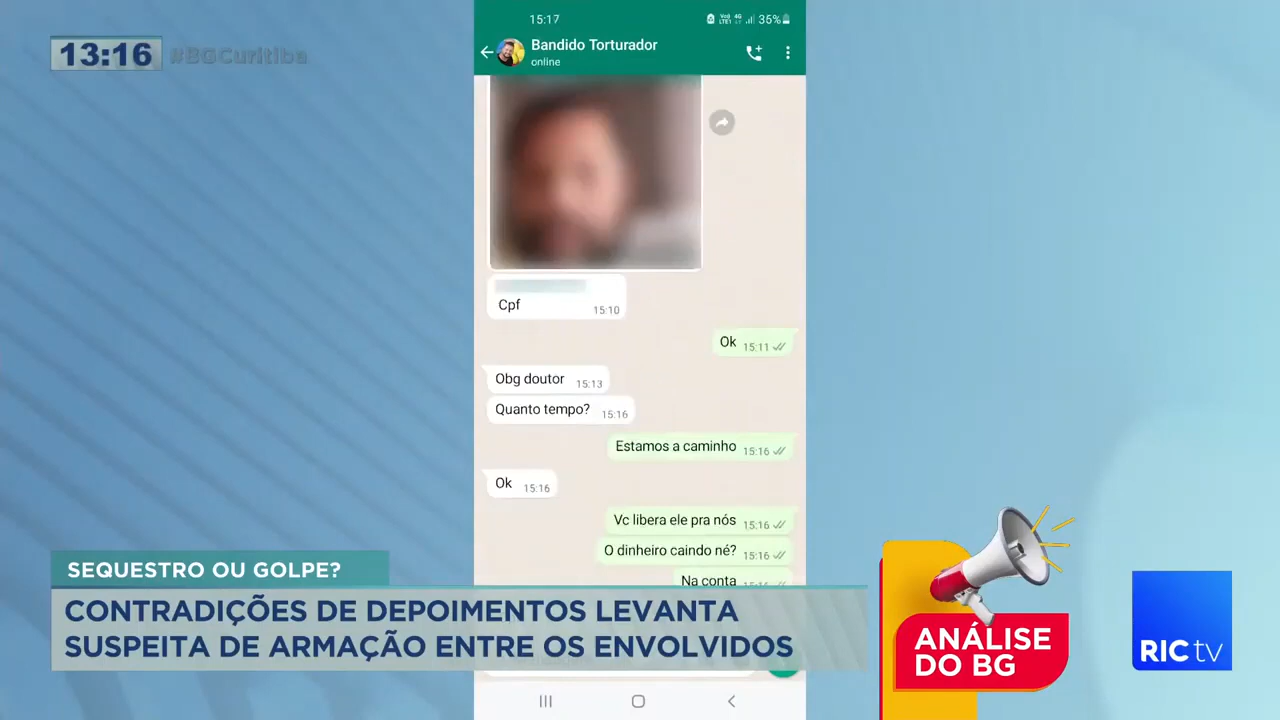 13:16 #BGCuritiba
15:17
VoD LTE1 4G 35%
Bandido Torturador
online
Cpf 15:10
Ok 15:11
Obg doutor 15:13
Quanto tempo? 15:16
Estamos a caminho 15:16
Ok 15:16
Vc libera ele pra nós 15:16
O dinheiro caindo né? 15:16
Na conta
SEQUESTRO OU GOLPE?
CONTRADIÇÕES DE DEPOIMENTOS LEVANTA
SUSPEITA DE ARMAÇÃO ENTRE OS ENVOLVIDOS
ANÁLISE
DO BG
RIC tv